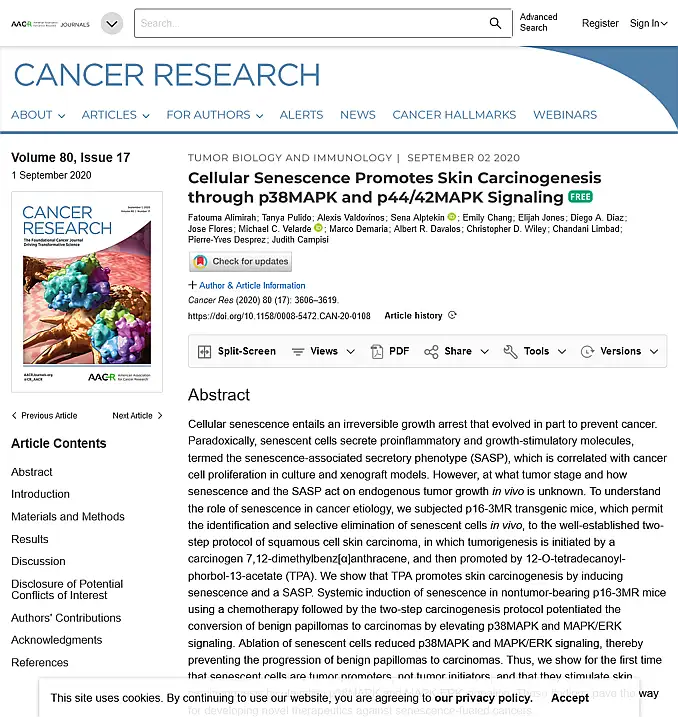 AACR JOURNALS
Search...
Advanced
Search
Register
Sign In
CANCER RESEARCH
ABOUT
ARTICLES
FOR AUTHORS
ALERTS
NEWS
CANCER HALLMARKS
WEBINARS
Volume 80, Issue 17
1 September 2020
CANCER
RESEARCH
The Foundational Cancer Journal
Driving Transformative Science
AACRJournals.org
AACR American Association
for Cancer Research
Previous Article
Next Article
Article Contents
Abstract
Introduction
Materials and Methods
Results
Discussion
Disclosure of Potential
Conflicts of Interest
Authors' Contributions
Acknowledgments
References
TUMOR BIOLOGY AND IMMUNOLOGY | SEPTEMBER 02 2020
Cellular Senescence Promotes Skin Carcinogenesis
through p38MAPK and p44/42MAPK Signaling FREE
Fatouma Alimirah; Tanya Pulido; Alexis Valdovinos; Sena Alptekin; Emily Chang; Elijah Jones; Diego A. Diaz;
Jose Flores; Michael C. Velarde; Marco Demaria; Albert R. Davalos; Christopher D. Wiley; Chandani Limbad;
Pierre-Yves Desprez; Judith Campisi
Check for updates
+ Author & Article Information
Cancer Res (2020) 80 (17): 3606–3619.
https://doi.org/10.1158/0008-5472.CAN-20-0108
Article history
Split-Screen
Views
PDF
Share
Tools
Versions
Abstract
Cellular senescence entails an irreversible growth arrest that evolved in part to prevent cancer.
Paradoxically, senescent cells secrete proinflammatory and growth-stimulatory molecules,
termed the senescence-associated secretory phenotype (SASP), which is correlated with cancer
cell proliferation in culture and xenograft models. However, at what tumor stage and how
senescence and the SASP act on endogenous tumor growth in vivo is unknown. To understand
the role of senescence in cancer etiology, we subjected p16-3MR transgenic mice, which permit
the identification and selective elimination of senescent cells in vivo, to the well-established two-
step protocol of squamous cell skin carcinoma, in which tumorigenesis is initiated by a
carcinogen 7,12-dimethylbenz[α]anthracene, and then promoted by 12-O-tetradecanoyl-
phorbol-13-acetate (TPA). We show that TPA promotes skin carcinogenesis by inducing
senescence and a SASP. Systemic induction of senescence in nontumor-bearing p16-3MR mice
using a chemotherapy followed by the two-step carcinogenesis protocol potentiated the
conversion of benign papillomas to carcinomas by elevating p38MAPK and MAPK/ERK
signaling. Ablation of senescent cells reduced p38MAPK and MAPK/ERK signaling, thereby
preventing the progression of benign papillomas to carcinomas. Thus, we show for the first time
that senescent cells are tumor promoters, not tumor initiators, and that they stimulate skin
way
This site uses cookies. By continuing to use our website, you are agreeing to our privacy policy.
Accept